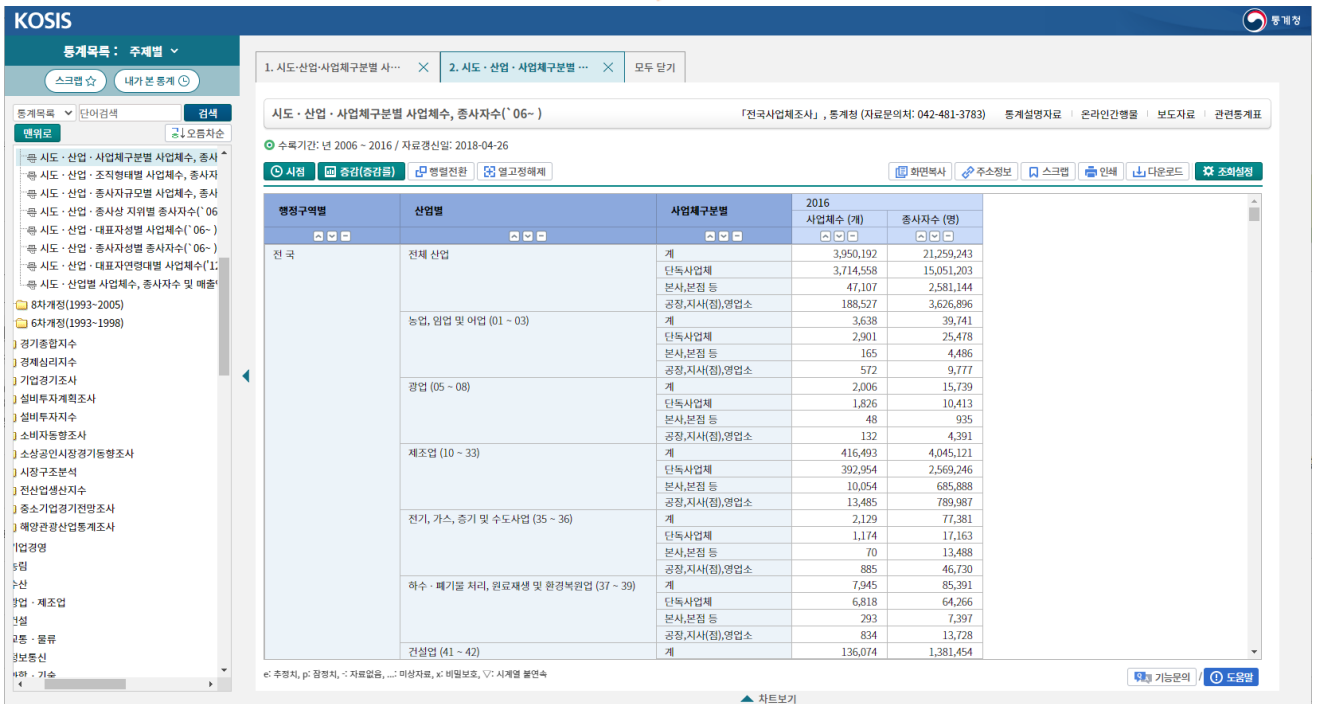 KOSIS
통계청
통계목록 : 주제별
스크랩 내가 본 통계
통계목록 단어검색 검색
맨위로 오름차순
시도 · 산업 · 사업체구분별 사업체수, 종사
시도 · 산업 · 조직형태별 사업체수, 종사자
시도 · 산업 · 종사자규모별 사업체수, 종사
시도 · 산업 · 종사상 지위별 종사자수(`06
시도 · 산업 · 대표자성별 사업체수(`06~ )
시도 · 산업 · 종사자성별 종사자수(`06~ )
시도 · 산업 · 대표자연령대별 사업체수('12
시도 · 산업별 사업체수, 종사자수 및 매출
8차개정(1993~2005)
6차개정(1993~1998)
경기종합지수
경제심리지수
기업경기조사
설비투자계획조사
설비투자지수
소비자동향조사
소상공인시장경기동향조사
시장구조분석
전산업생산지수
중소기업경기전망조사
해양관광산업통계조사
기업경영
농림
수산
광업 · 제조업
건설
교통 · 물류
정보통신
과학 · 기술
1. 시도·산업·사업체구분별 사··· 2. 시도 · 산업 · 사업체구분별 ··· 모두 닫기
시도 · 산업 · 사업체구분별 사업체수, 종사자수(`06~ ) 「전국사업체조사」, 통계청 (자료문의처: 042-481-3783) 통계설명자료 온라인간행물 보도자료 관련통계표
수록기간: 년 2006 ~ 2016 / 자료갱신일: 2018-04-26
시점 증감(증감률) 행렬전환 열고정해제 화면복사 주소정보 스크랩 인쇄 다운로드 조회설정
행정구역별 산업별 사업체구분별 2016
사업체수 (개) 종사자수 (명)
전 국 전체 산업 계 3,950,192 21,259,243
단독사업체 3,714,558 15,051,203
본사,본점 등 47,107 2,581,144
공장,지사(점),영업소 188,527 3,626,896
농업, 임업 및 어업 (01 ~ 03) 계 3,638 39,741
단독사업체 2,901 25,478
본사,본점 등 165 4,486
공장,지사(점),영업소 572 9,777
광업 (05 ~ 08) 계 2,006 15,739
단독사업체 1,826 10,413
본사,본점 등 48 935
공장,지사(점),영업소 132 4,391
제조업 (10 ~ 33) 계 416,493 4,045,121
단독사업체 392,954 2,569,246
본사,본점 등 10,054 685,888
공장,지사(점),영업소 13,485 789,987
전기, 가스, 증기 및 수도사업 (35 ~ 36) 계 2,129 77,381
단독사업체 1,174 17,163
본사,본점 등 70 13,488
공장,지사(점),영업소 885 46,730
하수 · 폐기물 처리, 원료재생 및 환경복원업 (37 ~ 39) 계 7,945 85,391
단독사업체 6,818 64,266
본사,본점 등 293 7,397
공장,지사(점),영업소 834 13,728
건설업 (41 ~ 42) 계 136,074 1,381,454
e: 추정치, p: 잠정치, -: 자료없음, ...: 미상자료, x: 비밀보호, ▽: 시계열 불연속
기능문의 / 도움말
차트보기